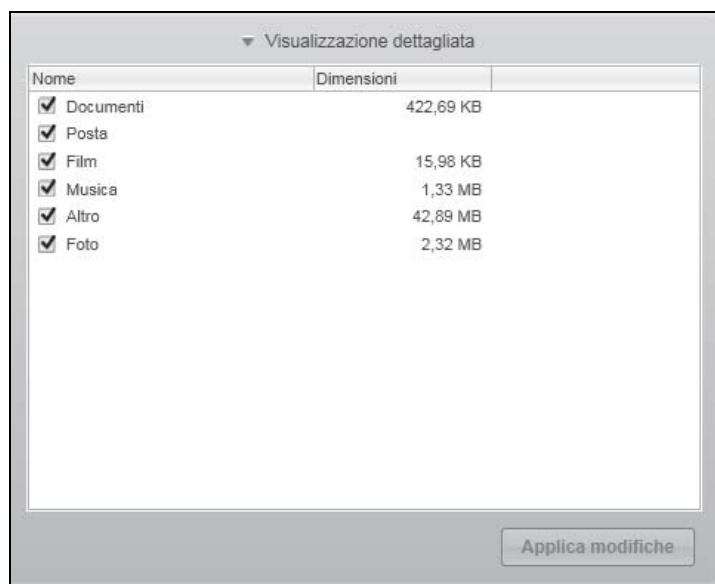 Visualizzazione dettagliata
Nome Dimensioni
Documenti 422,69 KB
Posta
Film 15,98 KB
Musica 1,33 MB
Altro 42,89 MB
Foto 2,32 MB
Applica modifiche